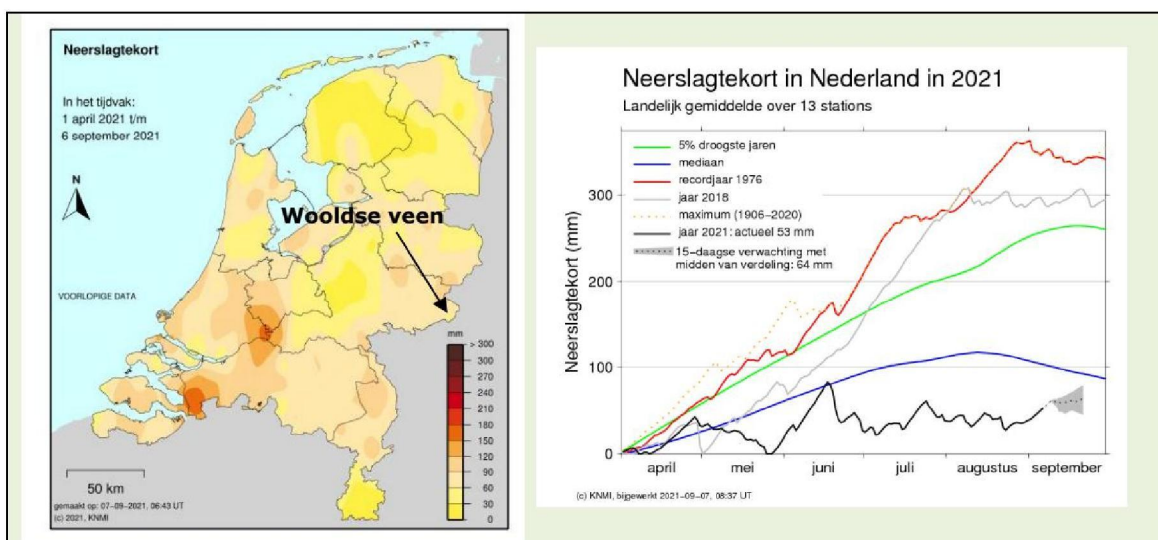 Neerslagtekort
In het tijdvak:
1 april 2021 t/m
6 september 2021
N
Wooldse veen
VOORLOPIGE DATA
mm
> 300
300
270
240
210
180
150
120
90
60
30
0
50 km
gemaakt op: 07-09-2021, 06:43 UT
(c) 2021, KNMI
Neerslagtekort in Nederland in 2021
Landelijk gemiddelde over 13 stations
5% droogste jaren
mediaan
recordjaar 1976
jaar 2018
maximum (1906-2020)
jaar 2021: actueel 53 mm
15-daagse verwachting met
midden van verdeling: 64 mm
Neerslagtekort (mm)
300
200
100
0
april mei juni juli augustus september
(c) KNMI, bijgewerkt 2021-09-07, 08:37 UT